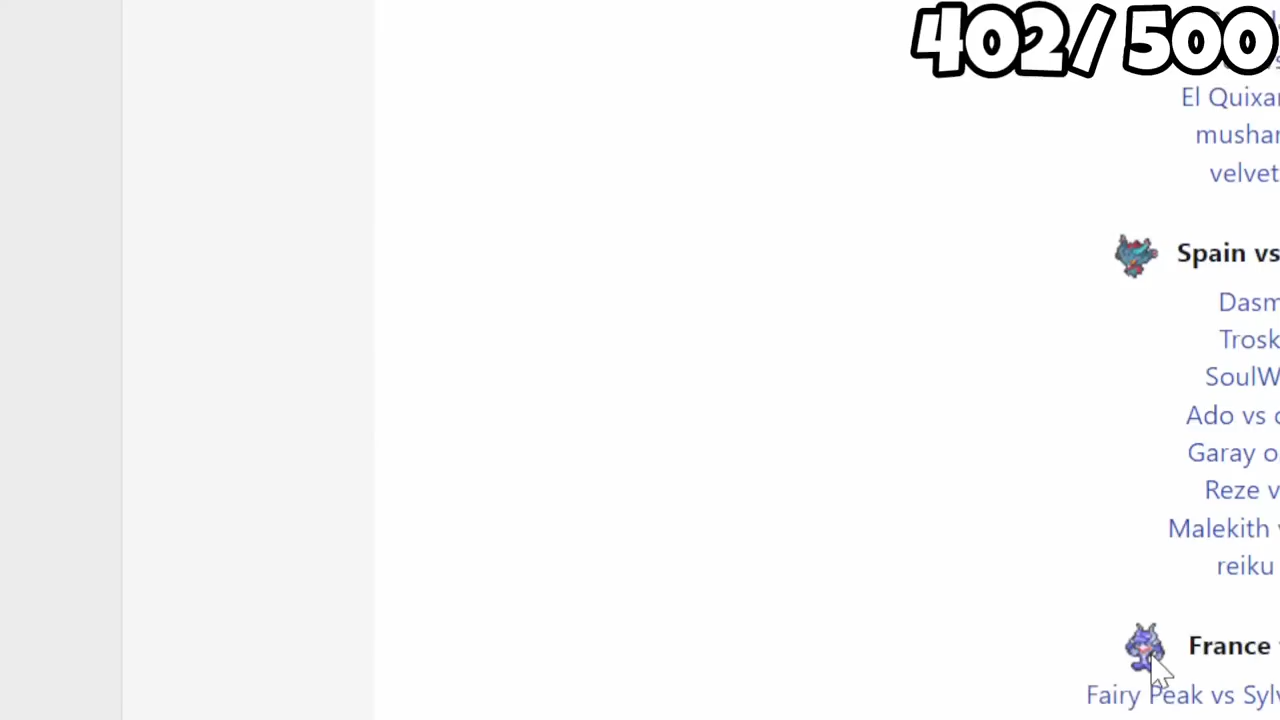 402/500
El Quixa
mushar
velvet
Spain vs
Dasm
Trosk
SoulW
Ado vs
Garay o
Reze v
Malekith
reiku
France
Fairy Peak vs Sylv